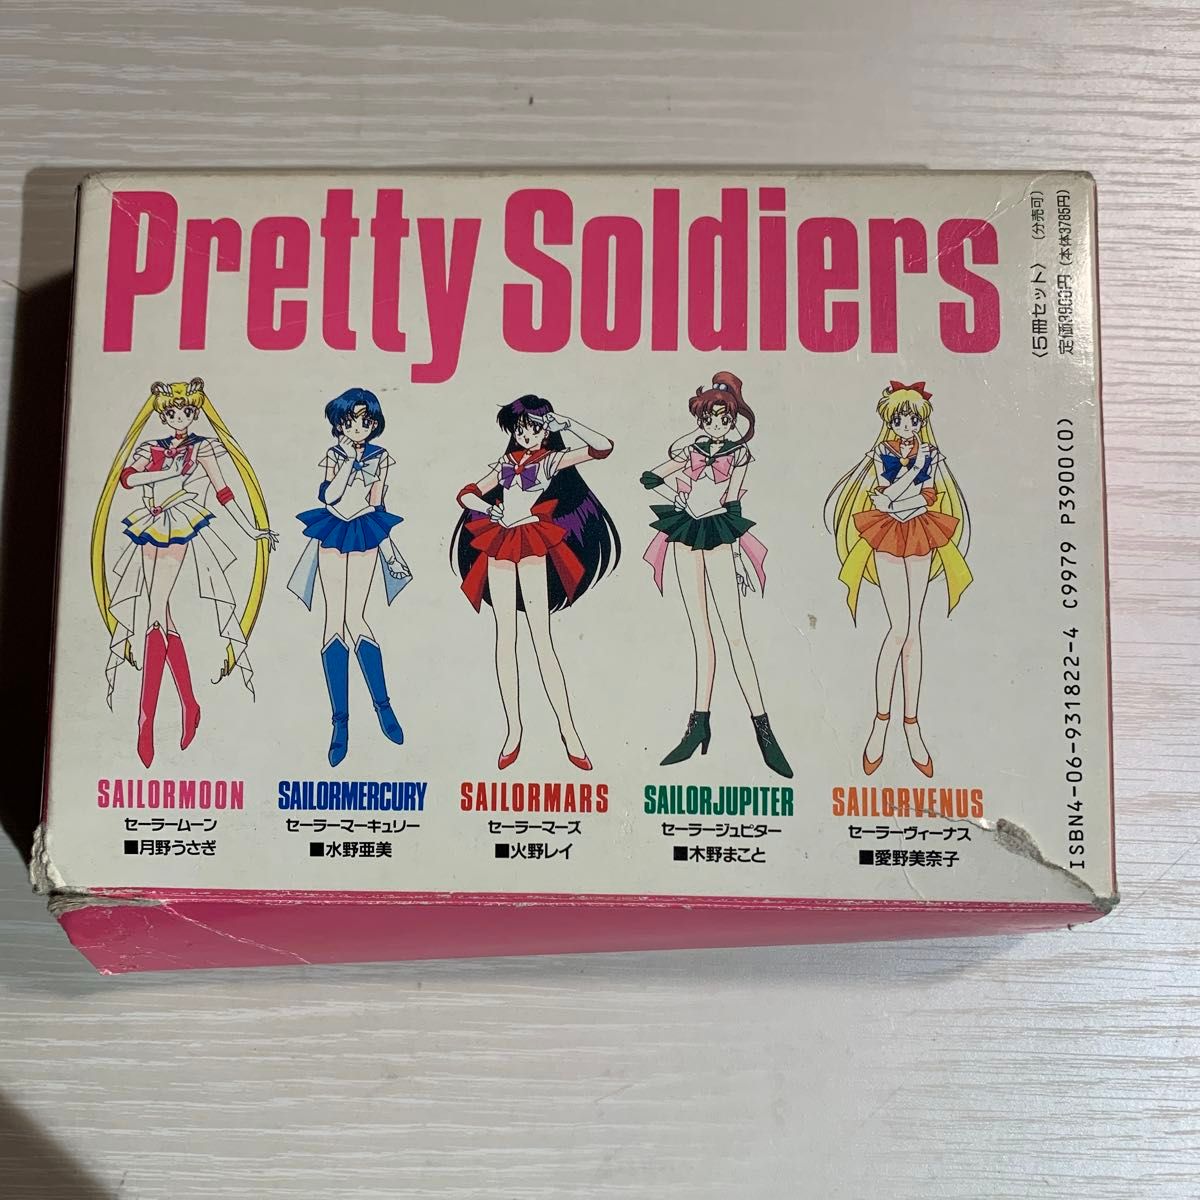 Pretty Soldiers
〈5冊セット〉 (分売可)
定価3900円 (本体3786円)
ISBN4-06-931822-4 C9979 P3900(0)
SAILORMOON
セーラームーン
■月野うさぎ
SAILORMERCURY
セーラーマーキュリー
■水野亜美
SAILORMARS
セーラーマーズ
■火野レイ
SAILORJUPITER
セーラージュピター
■木野まこと
SAILORVENUS
セーラーヴィーナス
■愛野美奈子